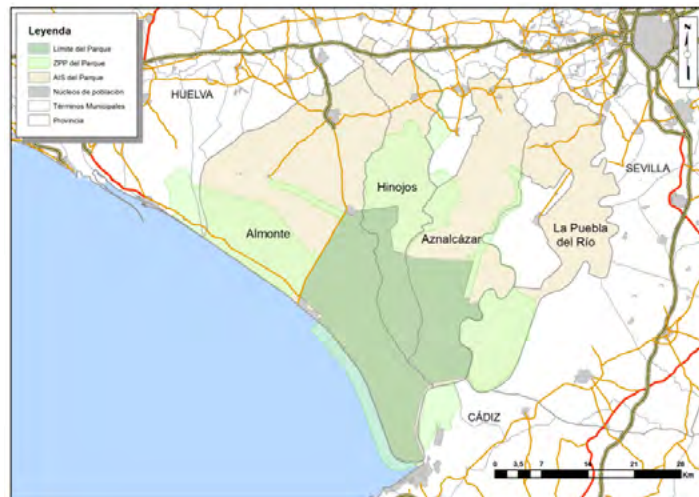 Leyenda
Límite del Parque
ZPP del Parque
AIS del Parque
Núcleos de población
Términos Municipales
Provincia
N
HUELVA
SEVILLA
Hinojos
Almonte
Aznalcázar
La Puebla
del Río
CÁDIZ
0 3,5 7 14 21 28
Km